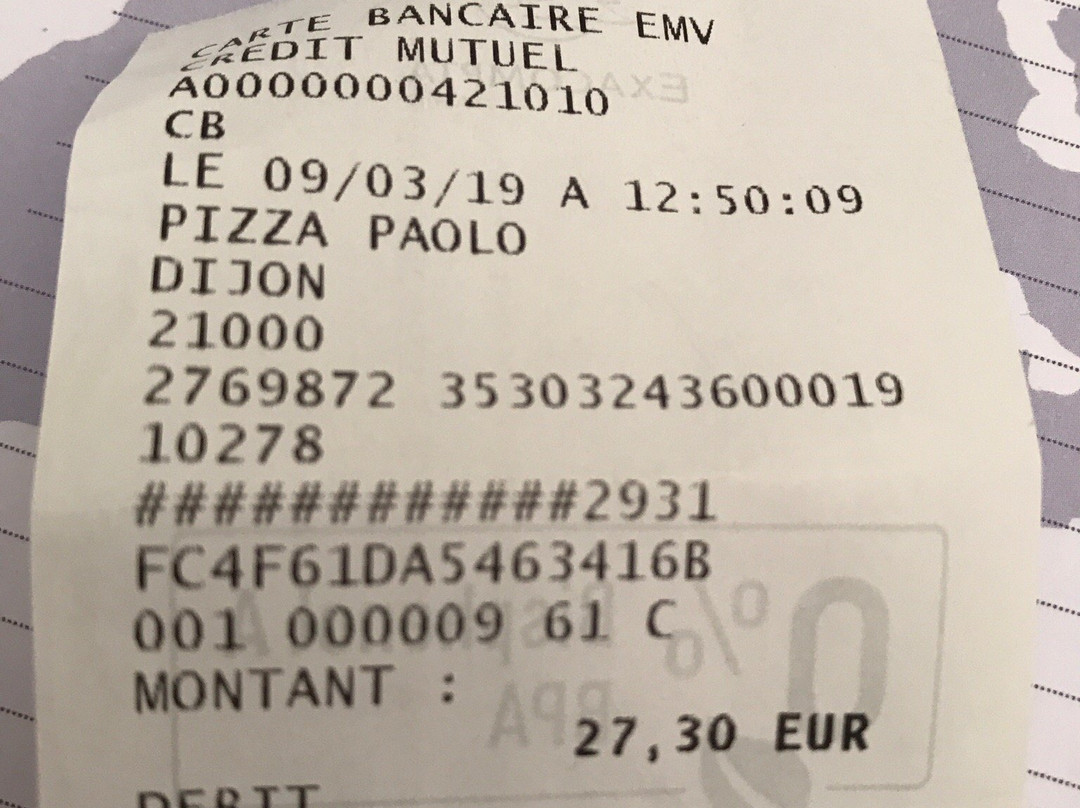 CARTE BANCAIRE EMV
CREDIT MUTUEL
A0000000421010
CB
LE 09/03/19 A 12:50:09
PIZZA PAOLO
DIJON
21000
2769872 35303243600019
10278
############2931
FC4F61DA5463416B
001 000009 61 C
MONTANT :
27,30 EUR
DEBIT